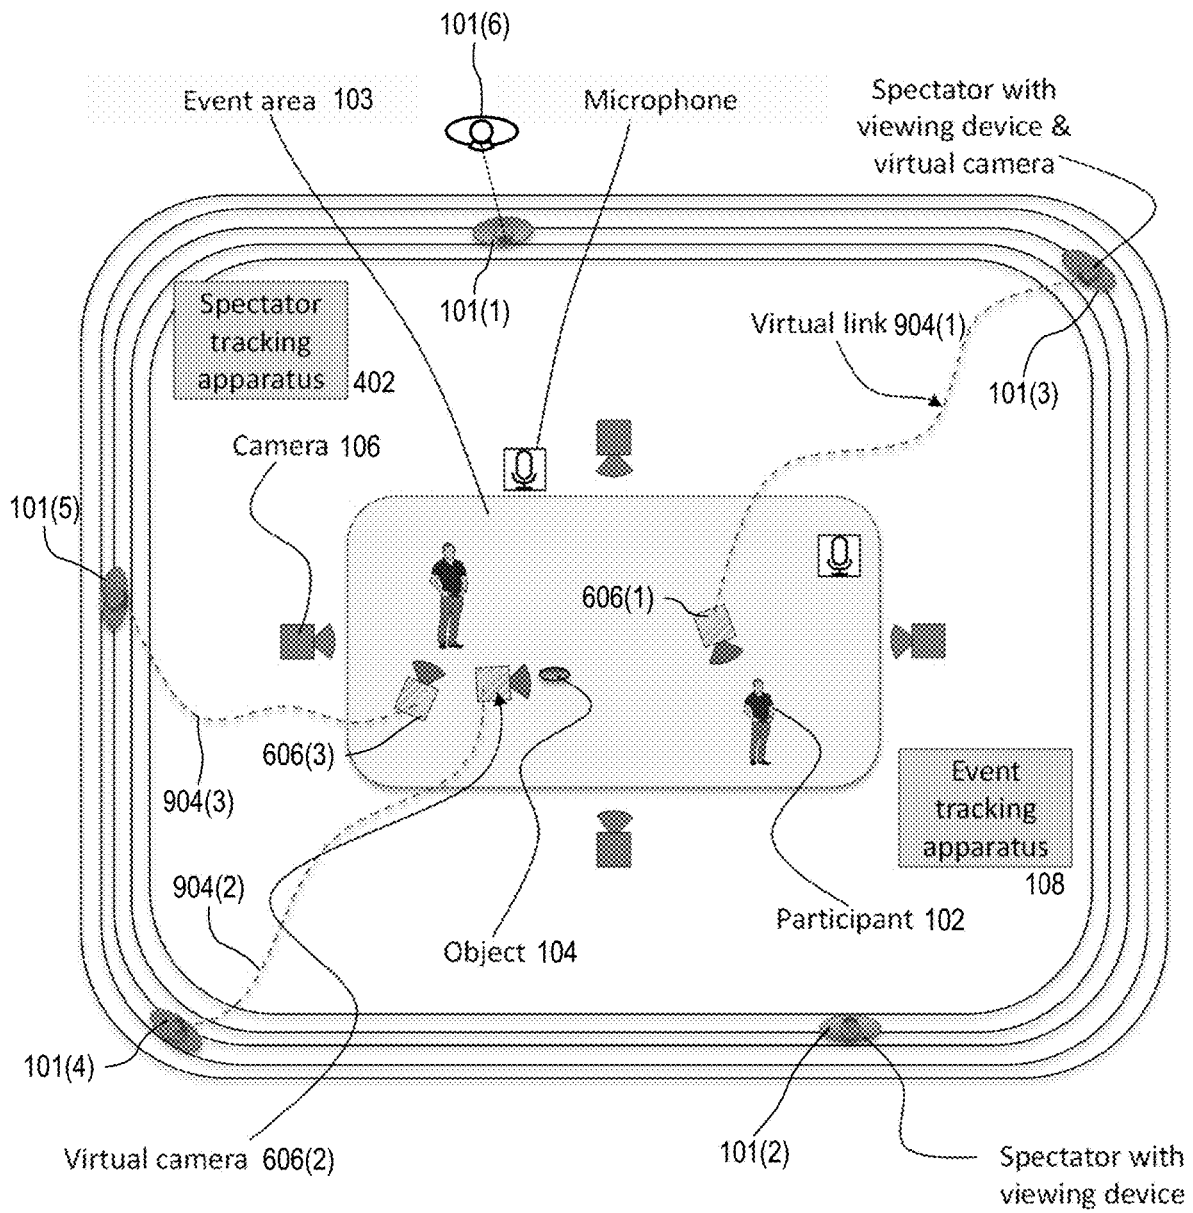 101(6)
Event area 103
Microphone
Spectator with
viewing device &
virtual camera
101(1)
Spectator
tracking
apparatus
402
Virtual link 904(1)
101(3)
Camera 106
101(5)
606(1)
606(3)
904(3)
Event
tracking
apparatus
108
904(2)
Object 104
Participant 102
101(4)
101(2)
Virtual camera 606(2)
Spectator with
viewing device